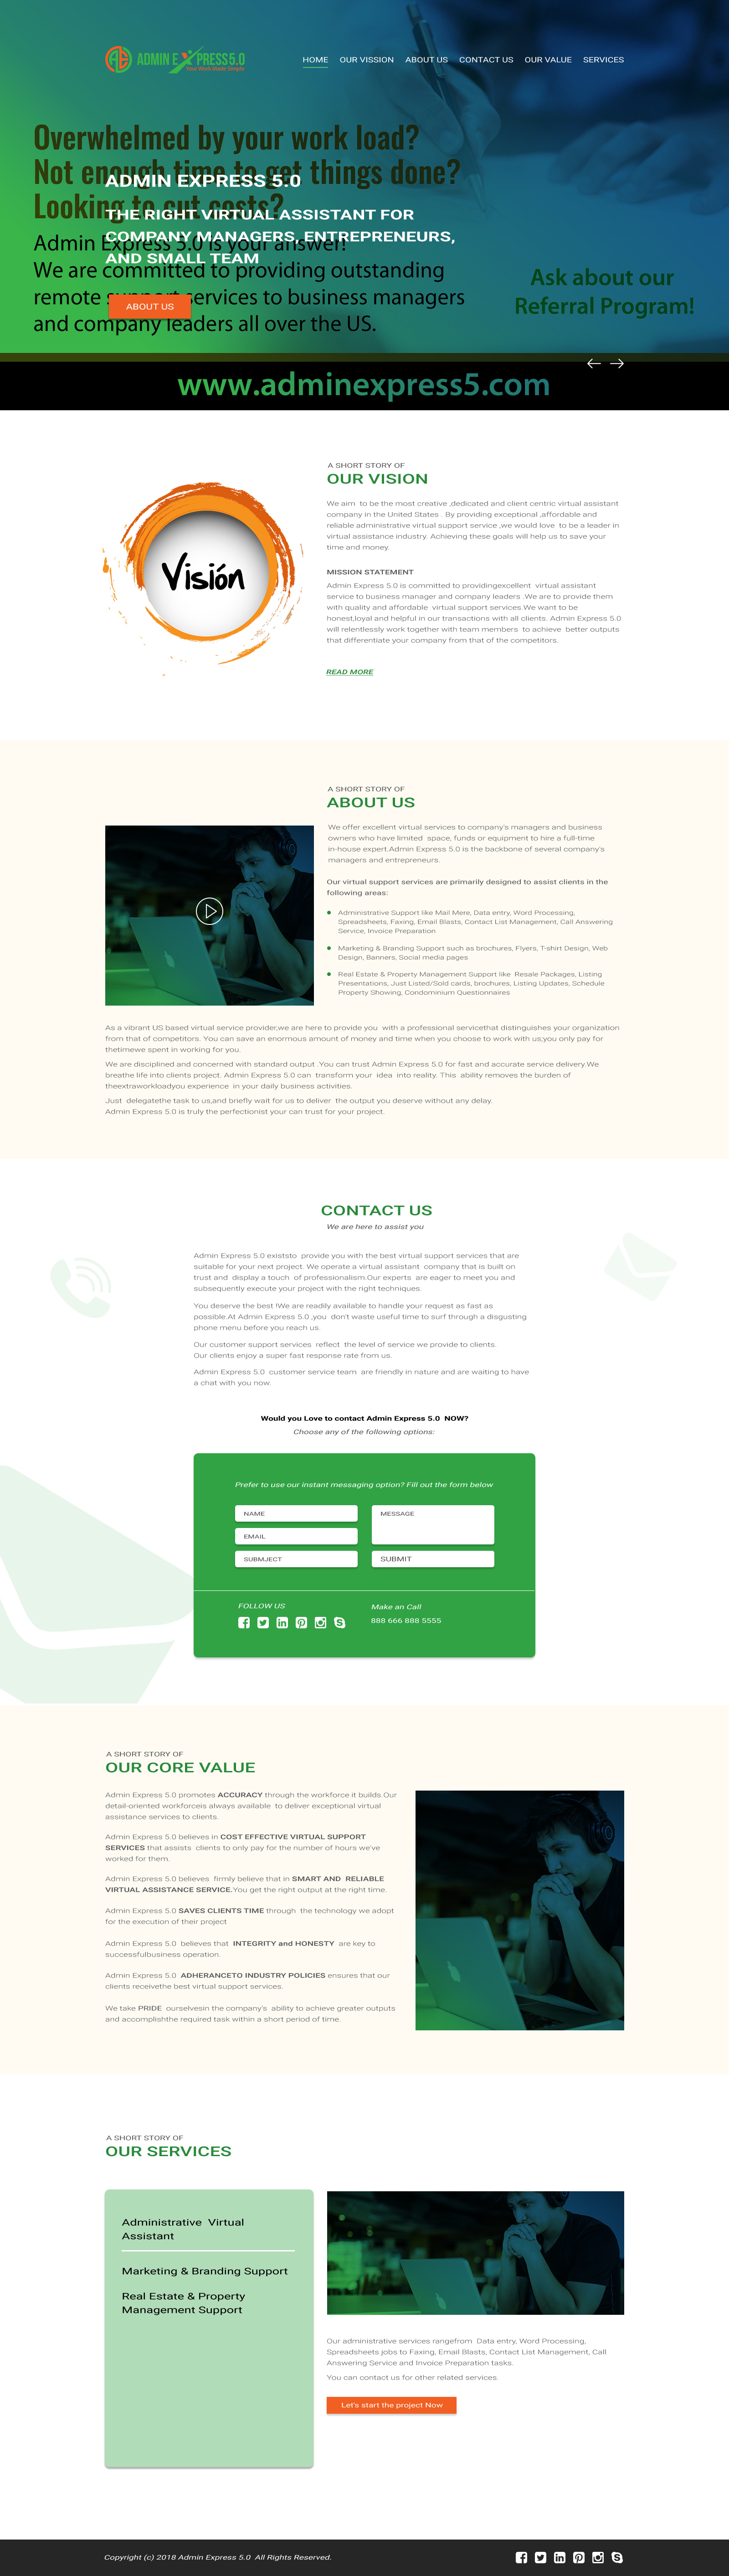 ADMIN EXPRESS5.0
Your Work Made Simple
HOME OUR VISSION ABOUT US CONTACT US OUR VALUE SERVICES
Overwhelmed by your work load?
Not enough time to get things done?
Looking to cut costs?
Admin Express 5.0 is your answer!
We are committed to providing outstanding
remote support services to business managers
and company leaders all over the US.
ADMIN EXPRESS 5.0
THE RIGHT VIRTUAL ASSISTANT FOR
COMPANY MANAGERS, ENTREPRENEURS,
AND SMALL TEAM
ABOUT US
Ask about our
Referral Program!
www.adminexpress5.com
A SHORT STORY OF
OUR VISION
Visión
We aim to be the most creative ,dedicated and client centric virtual assistant
company in the United States . By providing exceptional ,affordable and
reliable administrative virtual support service ,we would love to be a leader in
virtual assistance industry. Achieving these goals will help us to save your
time and money.
MISSION STATEMENT
Admin Express 5.0 is committed to providingexcellent virtual assistant
service to business manager and company leaders .We are to provide them
with quality and affordable virtual support services.We want to be
honest,loyal and helpful in our transactions with all clients. Admin Express 5.0
will relentlessly work together with team members to achieve better outputs
that differentiate your company from that of the competitors.
READ MORE
A SHORT STORY OF
ABOUT US
We offer excellent virtual services to company's managers and business
owners who have limited space, funds or equipment to hire a full-time
in-house expert.Admin Express 5.0 is the backbone of several company's
managers and entrepreneurs.
Our virtual support services are primarily designed to assist clients in the
following areas:
Administrative Support like Mail Mere, Data entry, Word Processing,
Spreadsheets, Faxing, Email Blasts, Contact List Management, Call Answering
Service, Invoice Preparation
Marketing & Branding Support such as brochures, Flyers, T-shirt Design, Web
Design, Banners, Social media pages
Real Estate & Property Management Support like Resale Packages, Listing
Presentations, Just Listed/Sold cards, brochures, Listing Updates, Schedule
Property Showing, Condominium Questionnaires
As a vibrant US based virtual service provider,we are here to provide you with a professional servicethat distinguishes your organization
from that of competitors. You can save an enormous amount of money and time when you choose to work with us;you only pay for
thetimewe spent in working for you.
We are disciplined and concerned with standard output .You can trust Admin Express 5.0 for fast and accurate service delivery.We
breathe life into clients project. Admin Express 5.0 can transform your idea into reality. This ability removes the burden of
theextraworkloadyou experience in your daily business activities.
Just delegatethe task to us,and briefly wait for us to deliver the output you deserve without any delay.
Admin Express 5.0 is truly the perfectionist your can trust for your project.
CONTACT US
We are here to assist you
Admin Express 5.0 existsto provide you with the best virtual support services that are
suitable for your next project. We operate a virtual assistant company that is built on
trust and display a touch of professionalism.Our experts are eager to meet you and
subsequently execute your project with the right techniques.
You deserve the best !We are readily available to handle your request as fast as
possible.At Admin Express 5.0 ,you don't waste useful time to surf through a disgusting
phone menu before you reach us.
Our customer support services reflect the level of service we provide to clients.
Our clients enjoy a super fast response rate from us.
Admin Express 5.0 customer service team are friendly in nature and are waiting to have
a chat with you now.
Would you Love to contact Admin Express 5.0 NOW?
Choose any of the following options:
Prefer to use our instant messaging option? Fill out the form below
NAME
MESSAGE
EMAIL
SUBMJECT
SUBMIT
FOLLOW US
Make an Call
888 666 888 5555
A SHORT STORY OF
OUR CORE VALUE
Admin Express 5.0 promotes ACCURACY through the workforce it builds.Our
detail-oriented workforceis always available to deliver exceptional virtual
assistance services to clients.
Admin Express 5.0 believes in COST EFFECTIVE VIRTUAL SUPPORT
SERVICES that assists clients to only pay for the number of hours we've
worked for them.
Admin Express 5.0 believes firmly believe that in SMART AND RELIABLE
VIRTUAL ASSISTANCE SERVICE.You get the right output at the right time.
Admin Express 5.0 SAVES CLIENTS TIME through the technology we adopt
for the execution of their project
Admin Express 5.0 believes that INTEGRITY and HONESTY are key to
successfulbusiness operation.
Admin Express 5.0 ADHERANCETO INDUSTRY POLICIES ensures that our
clients receivethe best virtual support services.
We take PRIDE ourselvesin the company's ability to achieve greater outputs
and accomplishthe required task within a short period of time.
A SHORT STORY OF
OUR SERVICES
Administrative Virtual
Assistant
Marketing & Branding Support
Real Estate & Property
Management Support
Our administrative services rangefrom Data entry, Word Processing,
Spreadsheets jobs to Faxing, Email Blasts, Contact List Management, Call
Answering Service and Invoice Preparation tasks.
You can contact us for other related services.
Let's start the project Now
Copyright (c) 2018 Admin Express 5.0 All Rights Reserved.